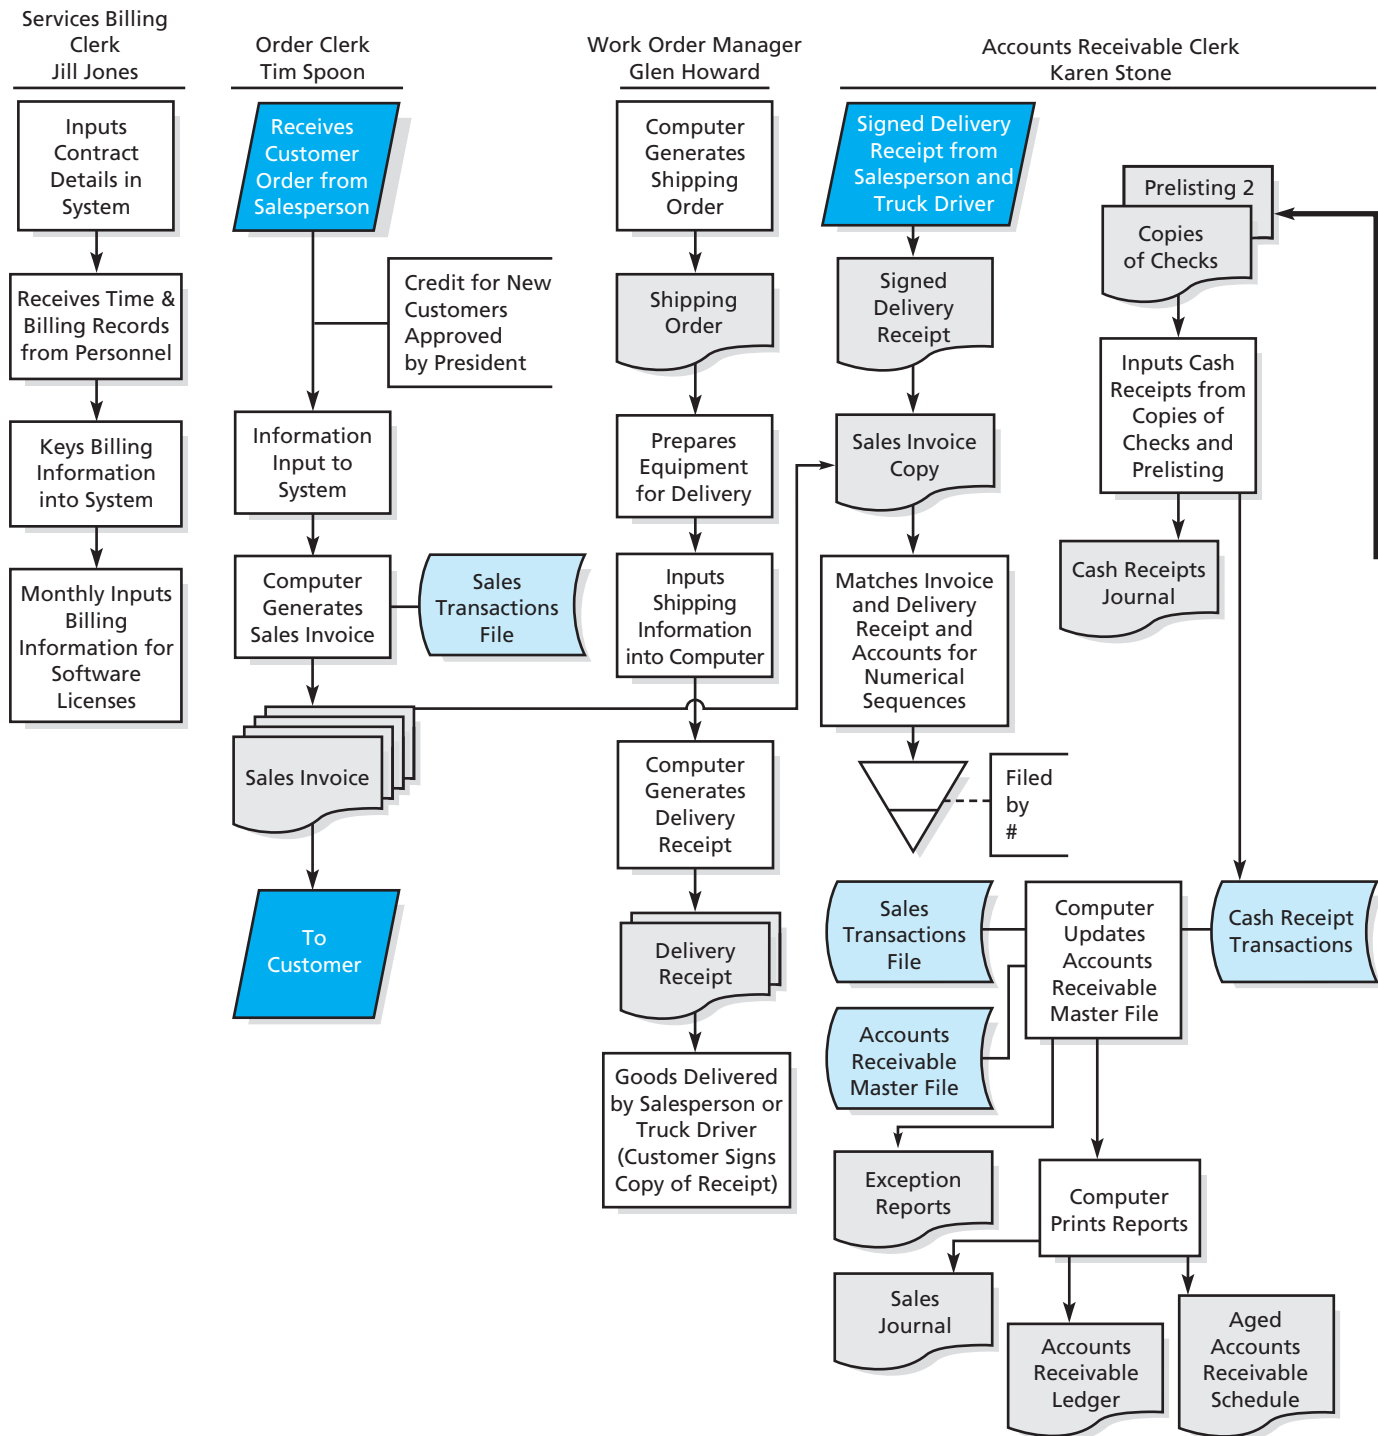 Services Billing
Clerk
Jill Jones
Inputs
Contract
Details in
System
Receives Time &
Billing Records
from Personnel
Keys Billing
Information
into System
Monthly Inputs
Billing
Information for
Software
Licenses
Order Clerk
Tim Spoon
Receives
Customer
Order from
Salesperson
Credit for New
Customers
Approved
by President
Information
Input to
System
Computer
Generates
Sales Invoice
Sales
Transactions
File
Sales Invoice
To
Customer
Work Order Manager
Glen Howard
Computer
Generates
Shipping
Order
Shipping
Order
Prepares
Equipment
for Delivery
Inputs
Shipping
Information
into Computer
Computer
Generates
Delivery
Receipt
Delivery
Receipt
Goods Delivered
by Salesperson or
Truck Driver
(Customer Signs
Copy of Receipt)
Accounts Receivable Clerk
Karen Stone
Signed Delivery
Receipt from
Salesperson and
Truck Driver
Signed
Delivery
Receipt
Sales Invoice
Copy
Matches Invoice
and Delivery
Receipt and
Accounts for
Numerical
Sequences
Filed
by
#
Prelisting 2
Copies
of Checks
Inputs Cash
Receipts from
Copies of
Checks and
Prelisting
Cash Receipts
Journal
Sales
Transactions
File
Computer
Updates
Accounts
Receivable
Master File
Cash Receipt
Transactions
Accounts
Receivable
Master File
Exception
Reports
Computer
Prints Reports
Sales
Journal
Accounts
Receivable
Ledger
Aged
Accounts
Receivable
Schedule